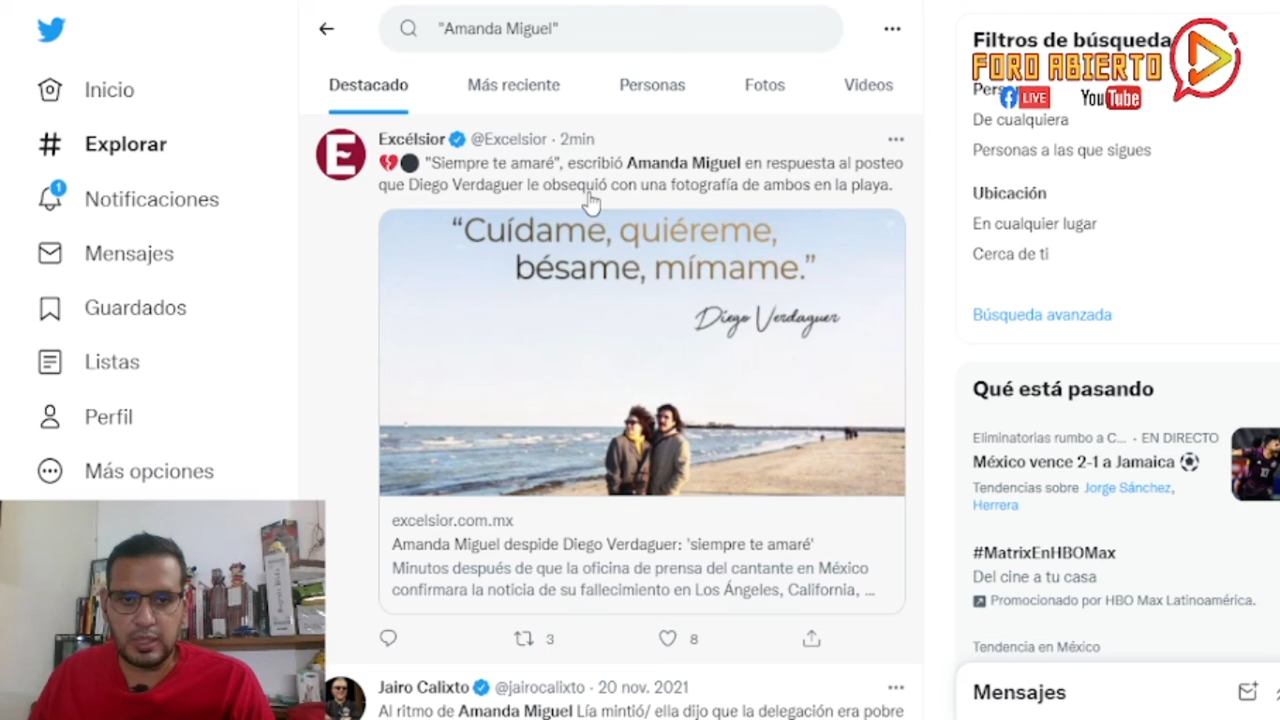 "Amanda Miguel"
Destacado
Más reciente
Personas
Fotos
Videos
Inicio
Explorar
1
Notificaciones
Mensajes
Guardados
Listas
Perfil
Más opciones
Excélsior @Excelsior · 2min
"Siempre te amaré", escribió Amanda Miguel en respuesta al posteo
que Diego Verdaguer le obsequió con una fotografía de ambos en la playa.
"Cuídame, quiéreme,
bésame, mímame."
Diego Verdaguer
excelsior.com.mx
Amanda Miguel despide Diego Verdaguer: 'siempre te amaré'
Minutos después de que la oficina de prensa del cantante en México
confirmara la noticia de su fallecimiento en Los Ángeles, California, ...
3
8
Jairo Calixto @jairocalixto · 20 nov. 2021
Al ritmo de Amanda Miguel Lía mintió/ ella dijo que la delegación era pobre
Filtros de búsqueda
FORO ABIERTO
LIVE
YouTube
De cualquiera
Personas a las que sigues
Ubicación
En cualquier lugar
Cerca de ti
Búsqueda avanzada
Qué está pasando
Eliminatorias rumbo a C... · EN DIRECTO
México vence 2-1 a Jamaica
Tendencias sobre Jorge Sánchez,
Herrera
#MatrixEnHBOMax
Del cine a tu casa
Promocionado por HBO Max Latinoamérica.
Tendencia en México
Mensajes